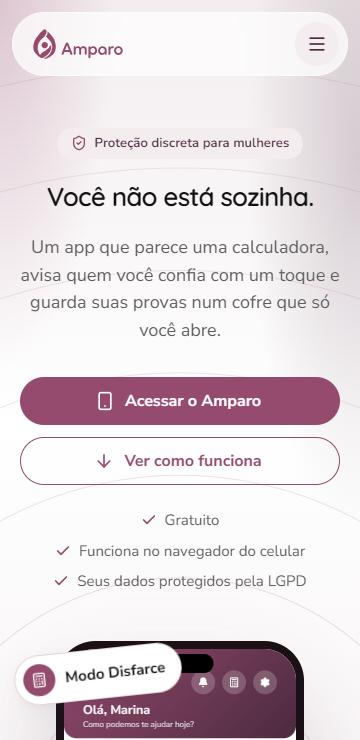 Amparo
Proteção discreta para mulheres
Você não está sozinha.
Um app que parece uma calculadora,
avisa quem você confia com um toque e
guarda suas provas num cofre que só
você abre.
Acessar o Amparo
Ver como funciona
Gratuito
Funciona no navegador do celular
Seus dados protegidos pela LGPD
Modo Disfarce
Olá, Marina
Como podemos te ajudar hoje?